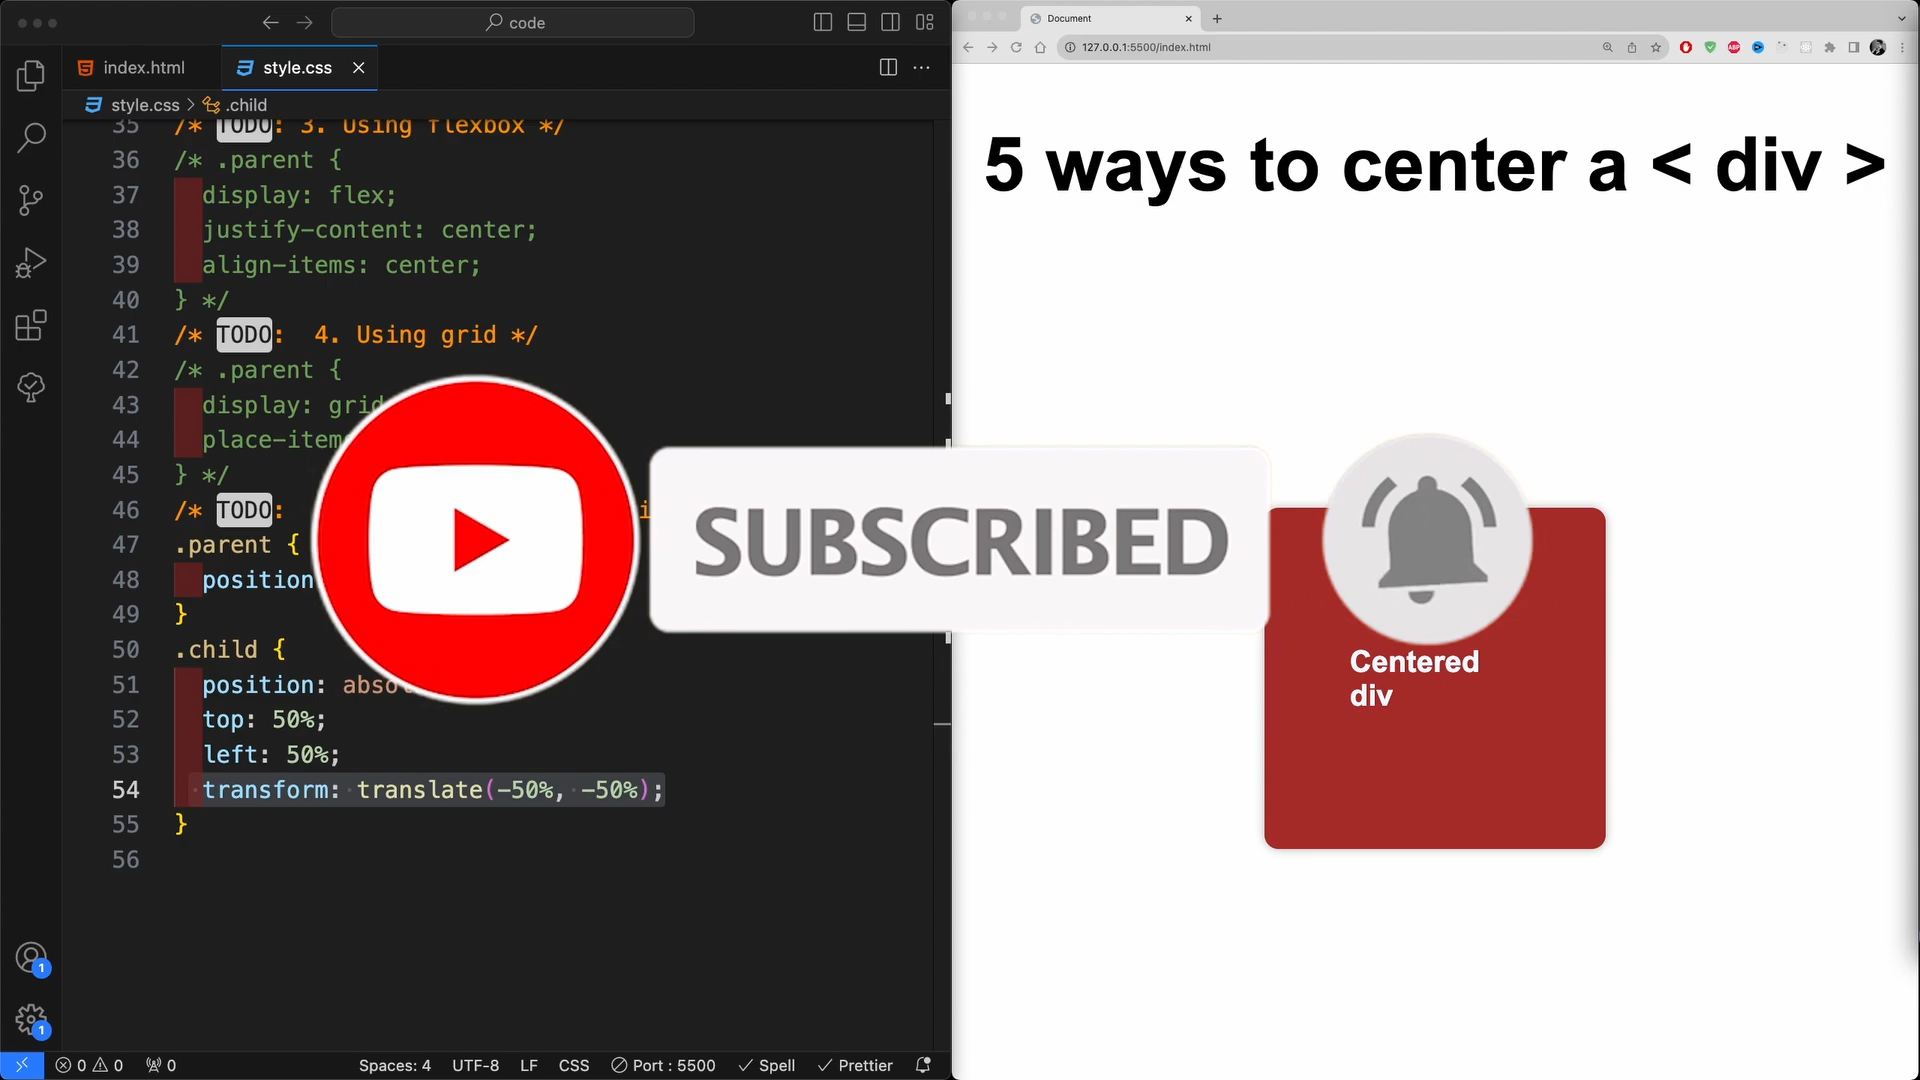 code
index.html
style.css
style.css > .child
35 /* TODO: 3. Using flexbox */
36 /* .parent {
37 display: flex;
38 justify-content: center;
39 align-items: center;
40 } */
41 /* TODO:  4. Using grid */
42 /* .parent {
43 display: grid
44 place-item
45 } */
46 /* TODO:
47 .parent {
48 position
49 }
50 .child {
51 position: abso
52 top: 50%;
53 left: 50%;
54 transform: translate(-50%, -50%);
55 }
56
SUBSCRIBED
1
1
0 0 0 Spaces: 4 UTF-8 LF CSS Port : 5500 Spell Prettier
Document
127.0.0.1:5500/index.html
ABP
5 ways to center a < div >
Centered
div